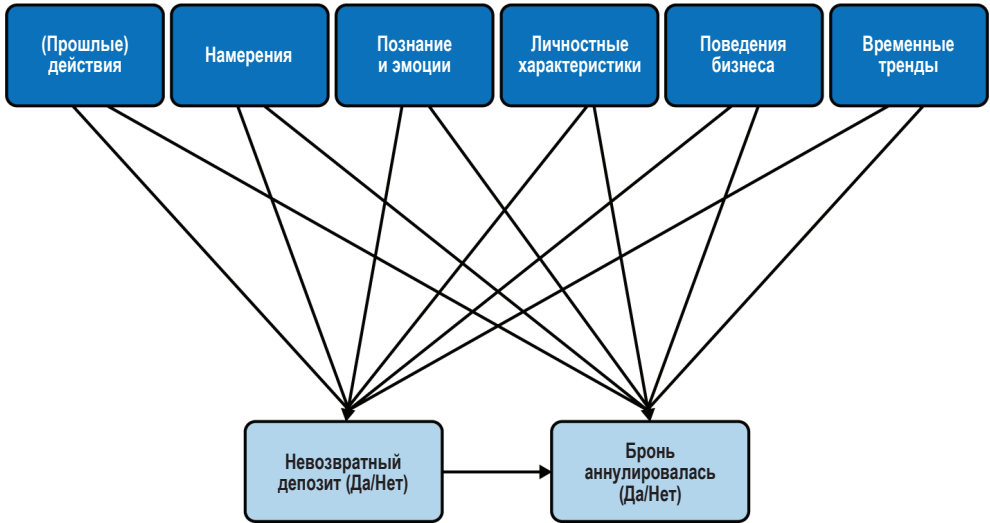 (Прошлые)
действия
Намерения
Познание
и эмоции
Личностные
характеристики
Поведения
бизнеса
Временные
тренды
Невозвратный
депозит (Да/Нет)
Бронь
аннулировалась
(Да/Нет)